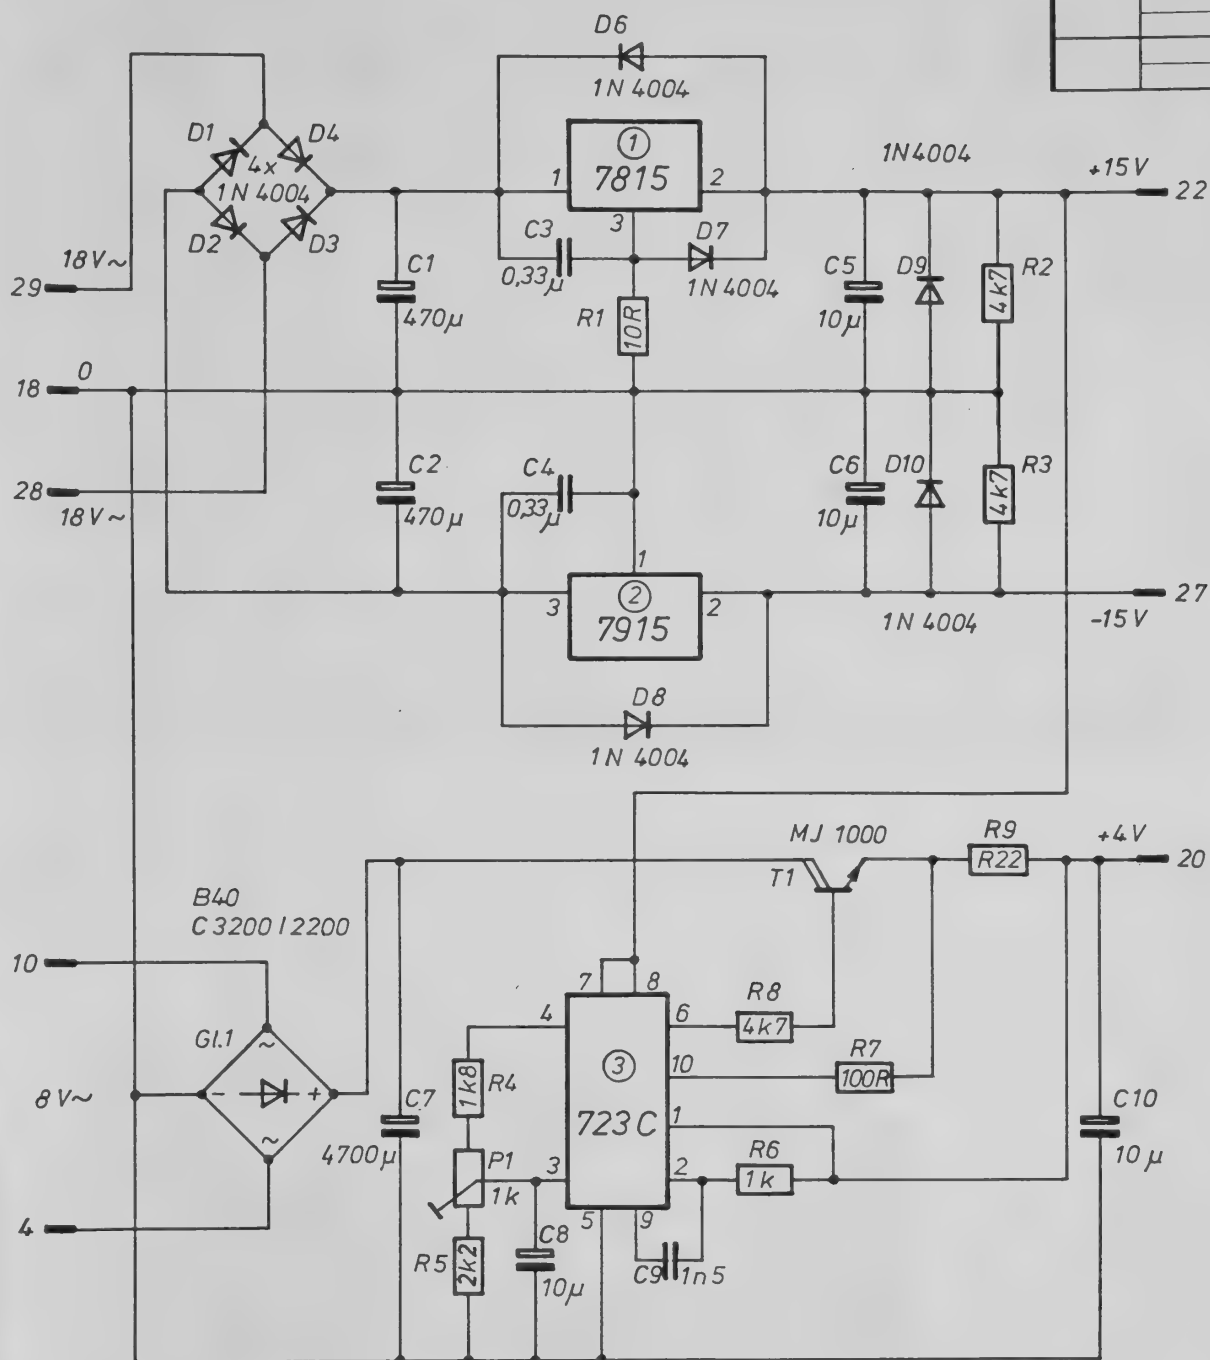 D6
1N 4004
D1
D4
4x
1N 4004
D2
D3
1
7815
1
2
3
1N4004
+15V
22
18V~
29
C1
470µ
C3
0,33µ
D7
1N 4004
R1
10R
C5
10µ
D9
R2
4k7
18
0
28
18V~
C2
470µ
C4
0,33µ
C6
10µ
D10
R3
4k7
1
2
7915
3
2
1N 4004
27
-15V
D8
1N 4004
MJ 1000
T1
R9
R22
+4V
20
B40
C3200/2200
10
Gl.1
~
- +
~
8V~
4
C7
4700µ
7
8
4
6
10
1
3
2
5
9
3
723C
R4
1k8
P1
1k
R5
2k2
C8
10µ
C9
1n5
R8
4k7
R7
100R
R6
1k
C10
10µ